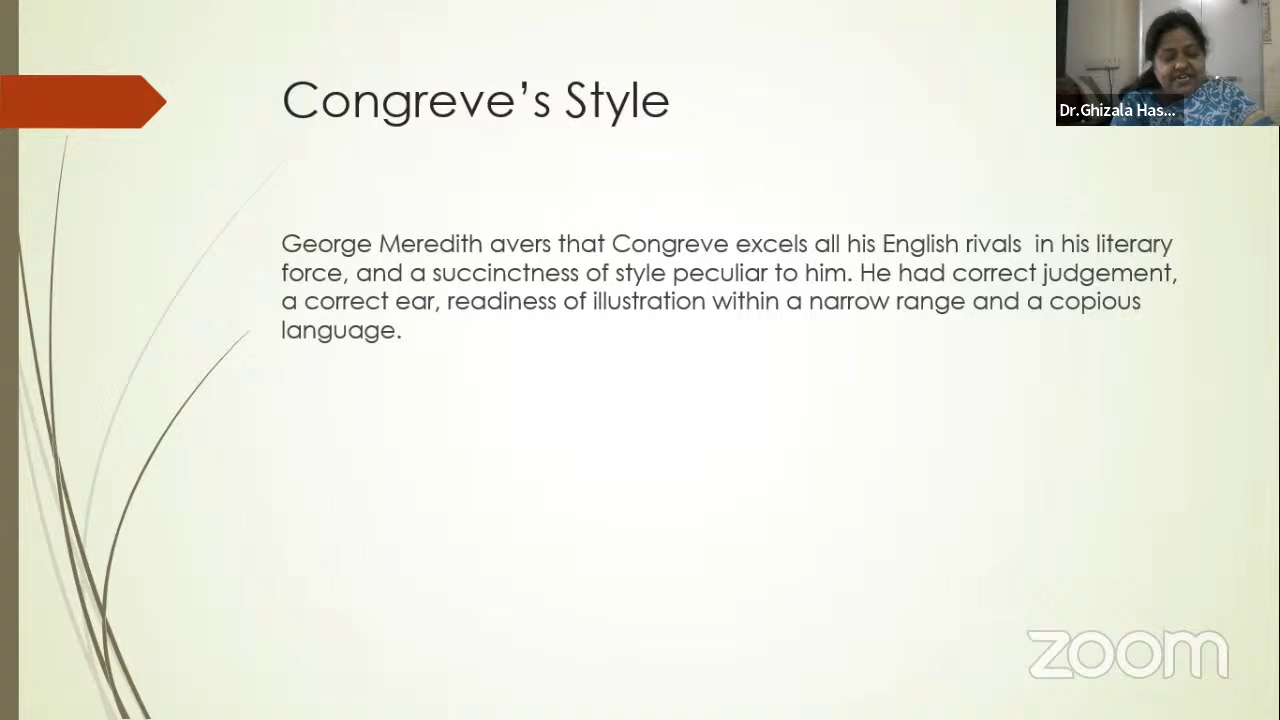 Congreve’s Style
Dr.Ghizala Has...
George Meredith avers that Congreve excels all his English rivals  in his literary
force, and a succinctness of style peculiar to him. He had correct judgement,
a correct ear, readiness of illustration within a narrow range and a copious
language.
zoom